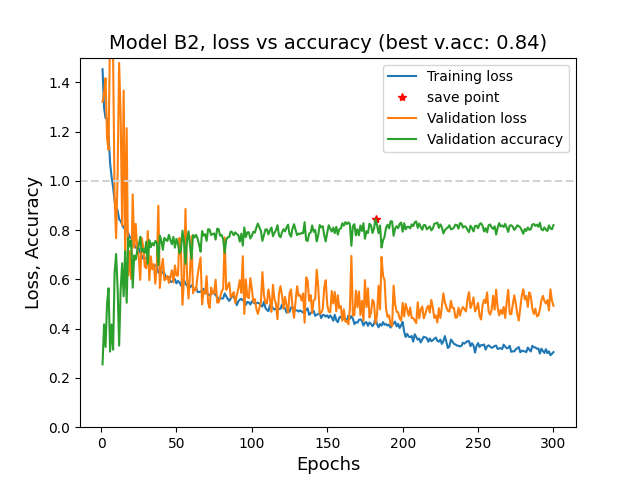 Model B2, loss vs accuracy (best v.acc: 0.84)
Training loss
save point
Validation loss
Validation accuracy
Loss, Accuracy
1.4
1.2
1.0
0.8
0.6
0.4
0.2
0.0
0 50 100 150 200 250 300
Epochs